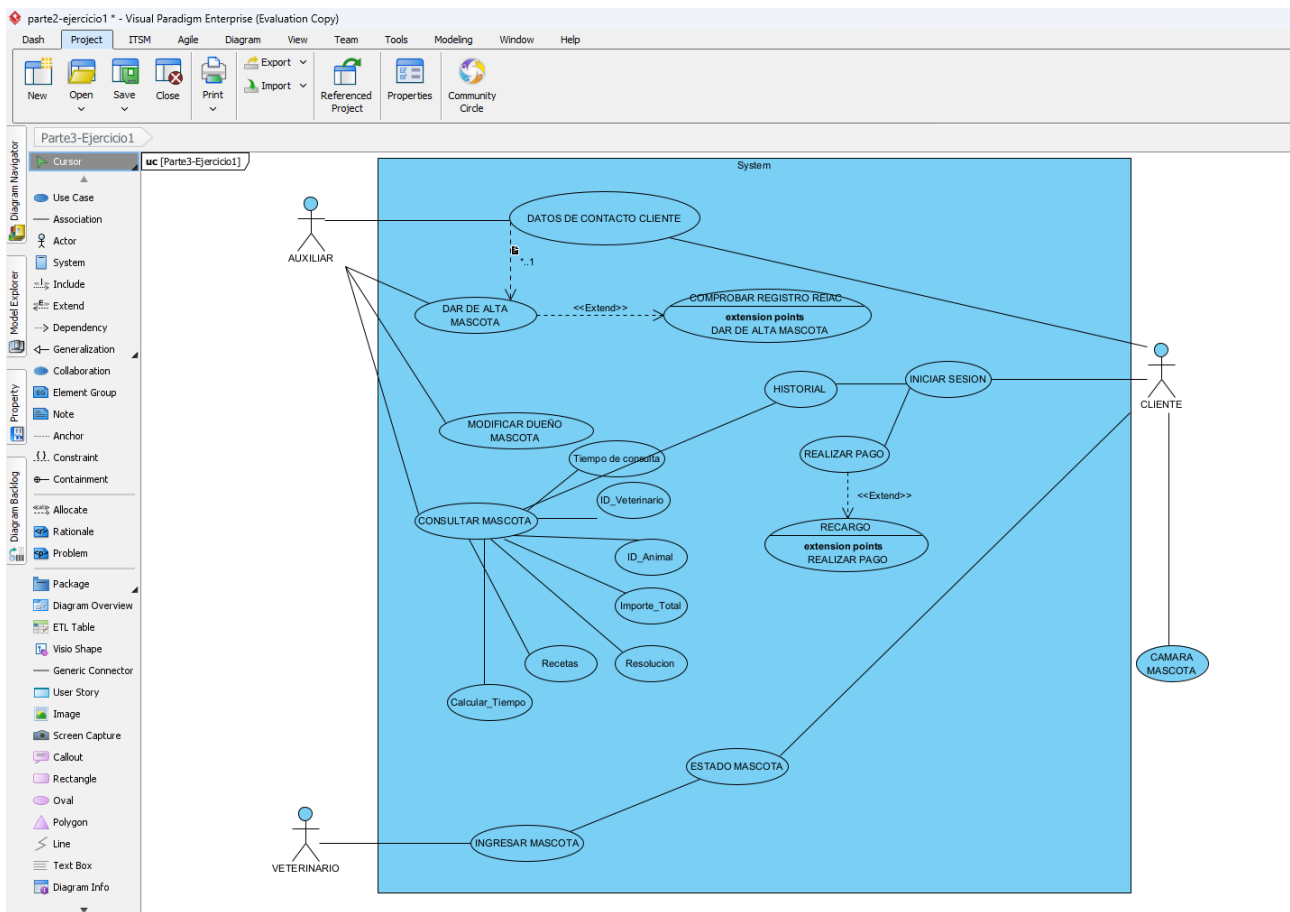 parte2-ejercicio1 * - Visual Paradigm Enterprise (Evaluation Copy)
Dash Project ITSM Agile Diagram View Team Tools Modeling Window Help
New
Open
Save
Close
Print
Export
Import
Referenced
Project
Properties
Community
Circle
Parte3-Ejercicio1
Diagram Navigator
Model Explorer
Property
Diagram Backlog
Cursor
Use Case
Association
Actor
System
Include
Extend
Dependency
Generalization
Collaboration
Element Group
Note
Anchor
Constraint
Containment
Allocate
Rationale
Problem
Package
Diagram Overview
ETL Table
Visio Shape
Generic Connector
User Story
Image
Screen Capture
Callout
Rectangle
Oval
Polygon
Line
Text Box
Diagram Info
uc [Parte3-Ejercicio1]
System
AUXILIAR
DATOS DE CONTACTO CLIENTE
*..1
DAR DE ALTA
MASCOTA
<<Extend>>
COMPROBAR REGISTRO REIAC
extension points
DAR DE ALTA MASCOTA
HISTORIAL
INICIAR SESION
CLIENTE
MODIFICAR DUEÑO
MASCOTA
Tiempo de consulta
REALIZAR PAGO
ID_Veterinario
<<Extend>>
CONSULTAR MASCOTA
RECARGO
extension points
REALIZAR PAGO
ID_Animal
Importe_Total
Recetas
Resolucion
CAMARA
MASCOTA
Calcular_Tiempo
ESTADO MASCOTA
INGRESAR MASCOTA
VETERINARIO